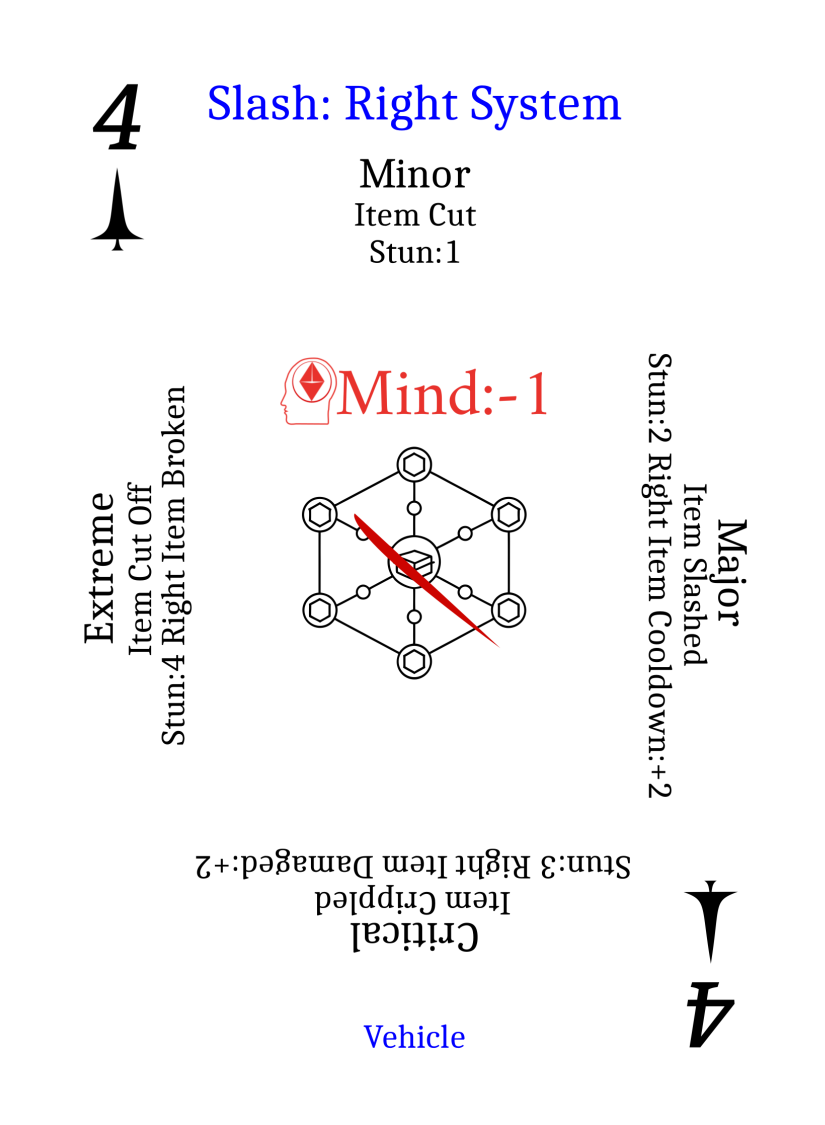 4
Slash: Right System
Minor
Item Cut
Stun:1
Mind:-1
Major
Item Slashed
Stun:2 Right Item Cooldown:+2
Critical
Item Crippled
Stun:3 Right Item Damaged:+2
Extreme
Item Cut Off
Stun:4 Right Item Broken
Vehicle
4